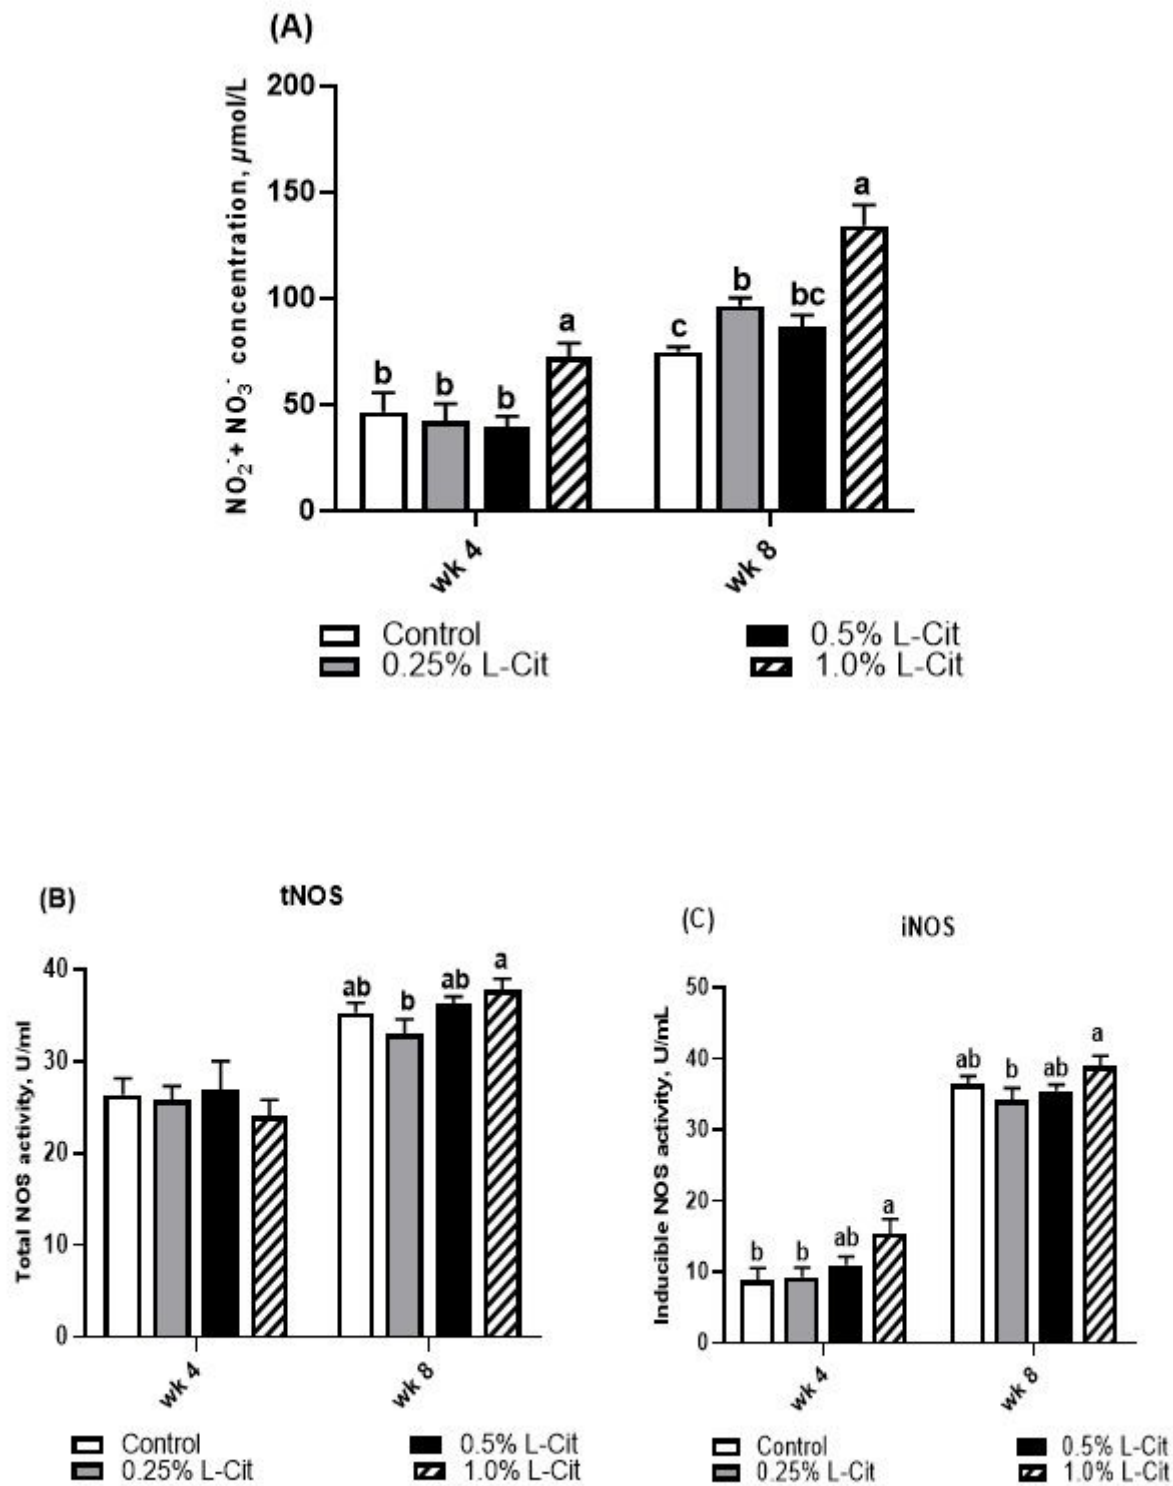 (A)
NO₂⁻+ NO₃⁻ concentration, µmol/L
200
150
100
50
0
b
b
b
a
c
b
bc
a
wk 4
wk 8
Control
0.5% L-Cit
0.25% L-Cit
1.0% L-Cit
(B)
tNOS
Total NOS activity, U/ml
40
30
20
10
0
ab
b
ab
a
wk 4
wk 8
Control
0.5% L-Cit
0.25% L-Cit
1.0% L-Cit
(C)
iNOS
Inducible NOS activity, U/mL
50
40
30
20
10
0
b
b
ab
a
ab
b
ab
a
wk 4
wk 8
Control
0.5% L-Cit
0.25% L-Cit
1.0% L-Cit